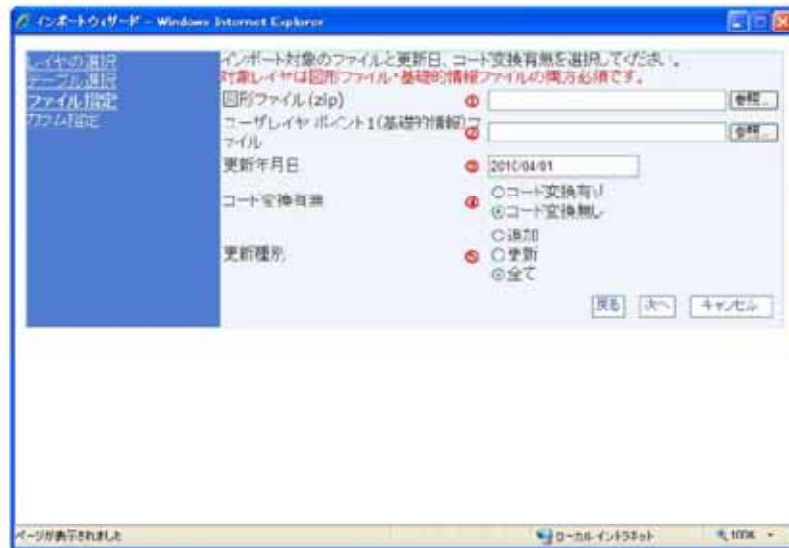 インポートウィザード - Windows Internet Explorer
レイヤの選択
テーブル選択
ファイル指定
カラム指定
インポート対象のファイルと更新日、コード変換有無を選択してください。
対象レイヤは図形ファイル・基礎的情報ファイルの両方必須です。
図形ファイル(zip) ① 参照...
ユーザレイヤ ポイント1(基礎的情報)フ
ァイル ② 参照...
更新年月日 ③ 2010/04/01
コード変換有無 ④ コード変換有り
コード変換無し
更新種別 ⑤ 追加
更新
全て
戻る 次へ キャンセル
ページが表示されました ローカル イントラネット 100%